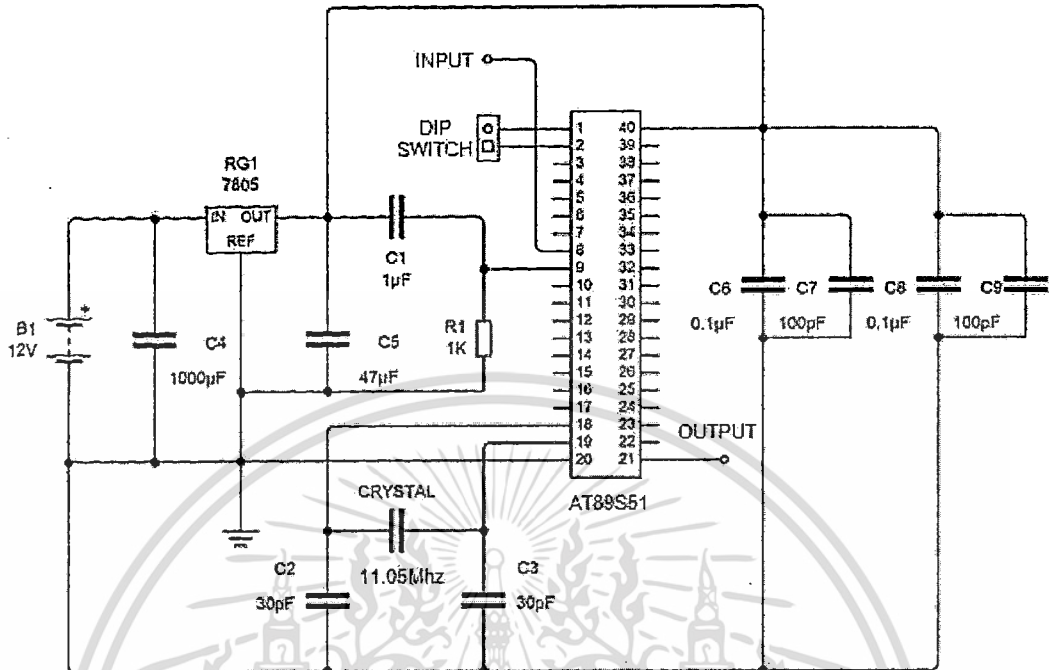 INPUT
DIP
SWITCH
RG1
7805
IN OUT
REF
C1
1µF
B1
12V
+
C4
1000µF
C5
47µF
R1
1K
1 40
2 39
3 38
4 37
5 36
6 35
7 34
8 33
9 32
10 31
11 30
12 29
13 28
14 27
15 26
16 25
17 24
18 23
19 22
20 21
AT89S51
OUTPUT
C6
0.1µF
C7
100pF
C8
0.1µF
C9
100pF
CRYSTAL
11.05Mhz
C2
30pF
C3
30pF